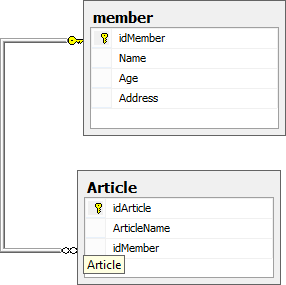 member
idMember
Name
Age
Address
Article
idArticle
ArticleName
idMember
Article